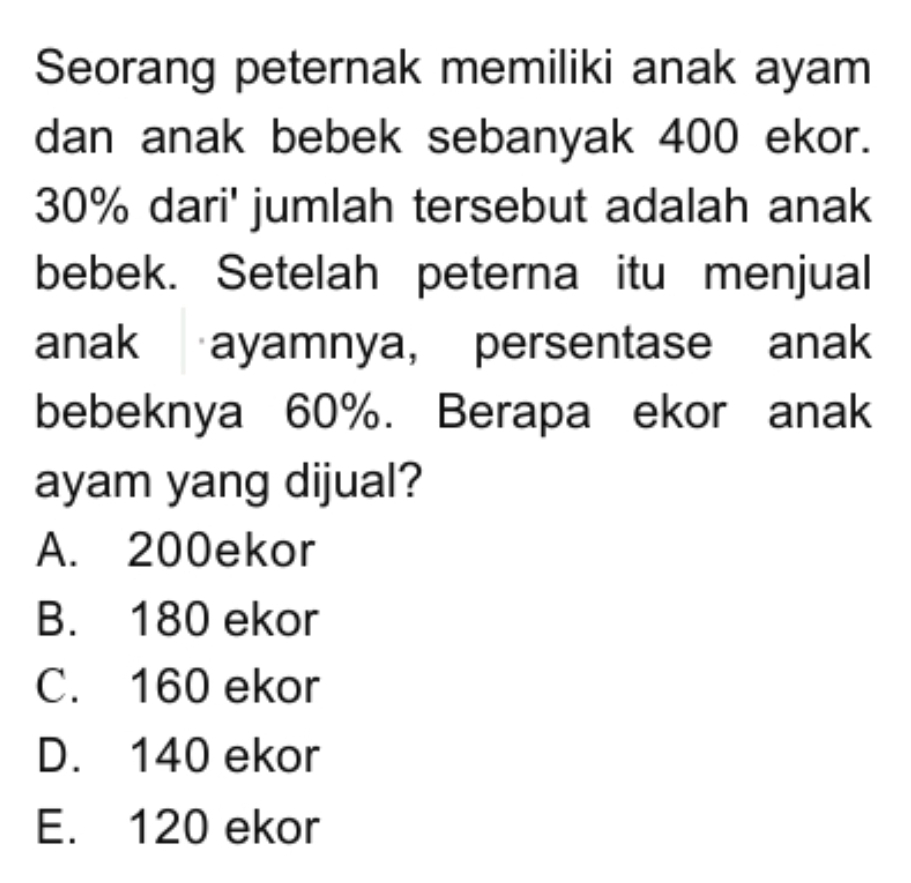 Seorang peternak memiliki anak ayam
dan anak bebek sebanyak 400 ekor.
30% dari' jumlah tersebut adalah anak
bebek. Setelah peterna itu menjual
anak ayamnya, persentase anak
bebeknya 60%. Berapa ekor anak
ayam yang dijual?
A. 200ekor
B. 180 ekor
C. 160 ekor
D. 140 ekor
E. 120 ekor